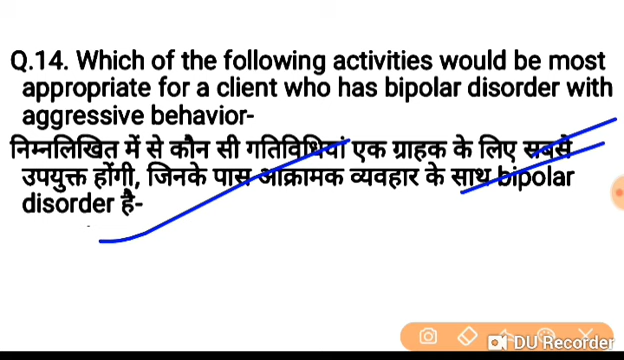 Q.14. Which of the following activities would be most
appropriate for a client who has bipolar disorder with
aggressive behavior-
निम्नलिखित में से कौन सी गतिविधियां एक ग्राहक के लिए सबसे
उपयुक्त होंगी, जिनके पास आक्रामक व्यवहार के साथ bipolar
disorder है-
DU Recorder